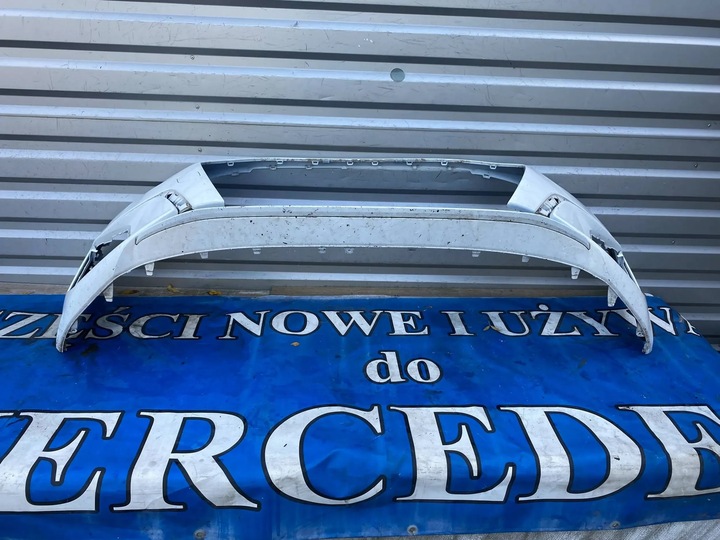 ZĘŚCI NOWE I UŻYW
do
ERCEDE